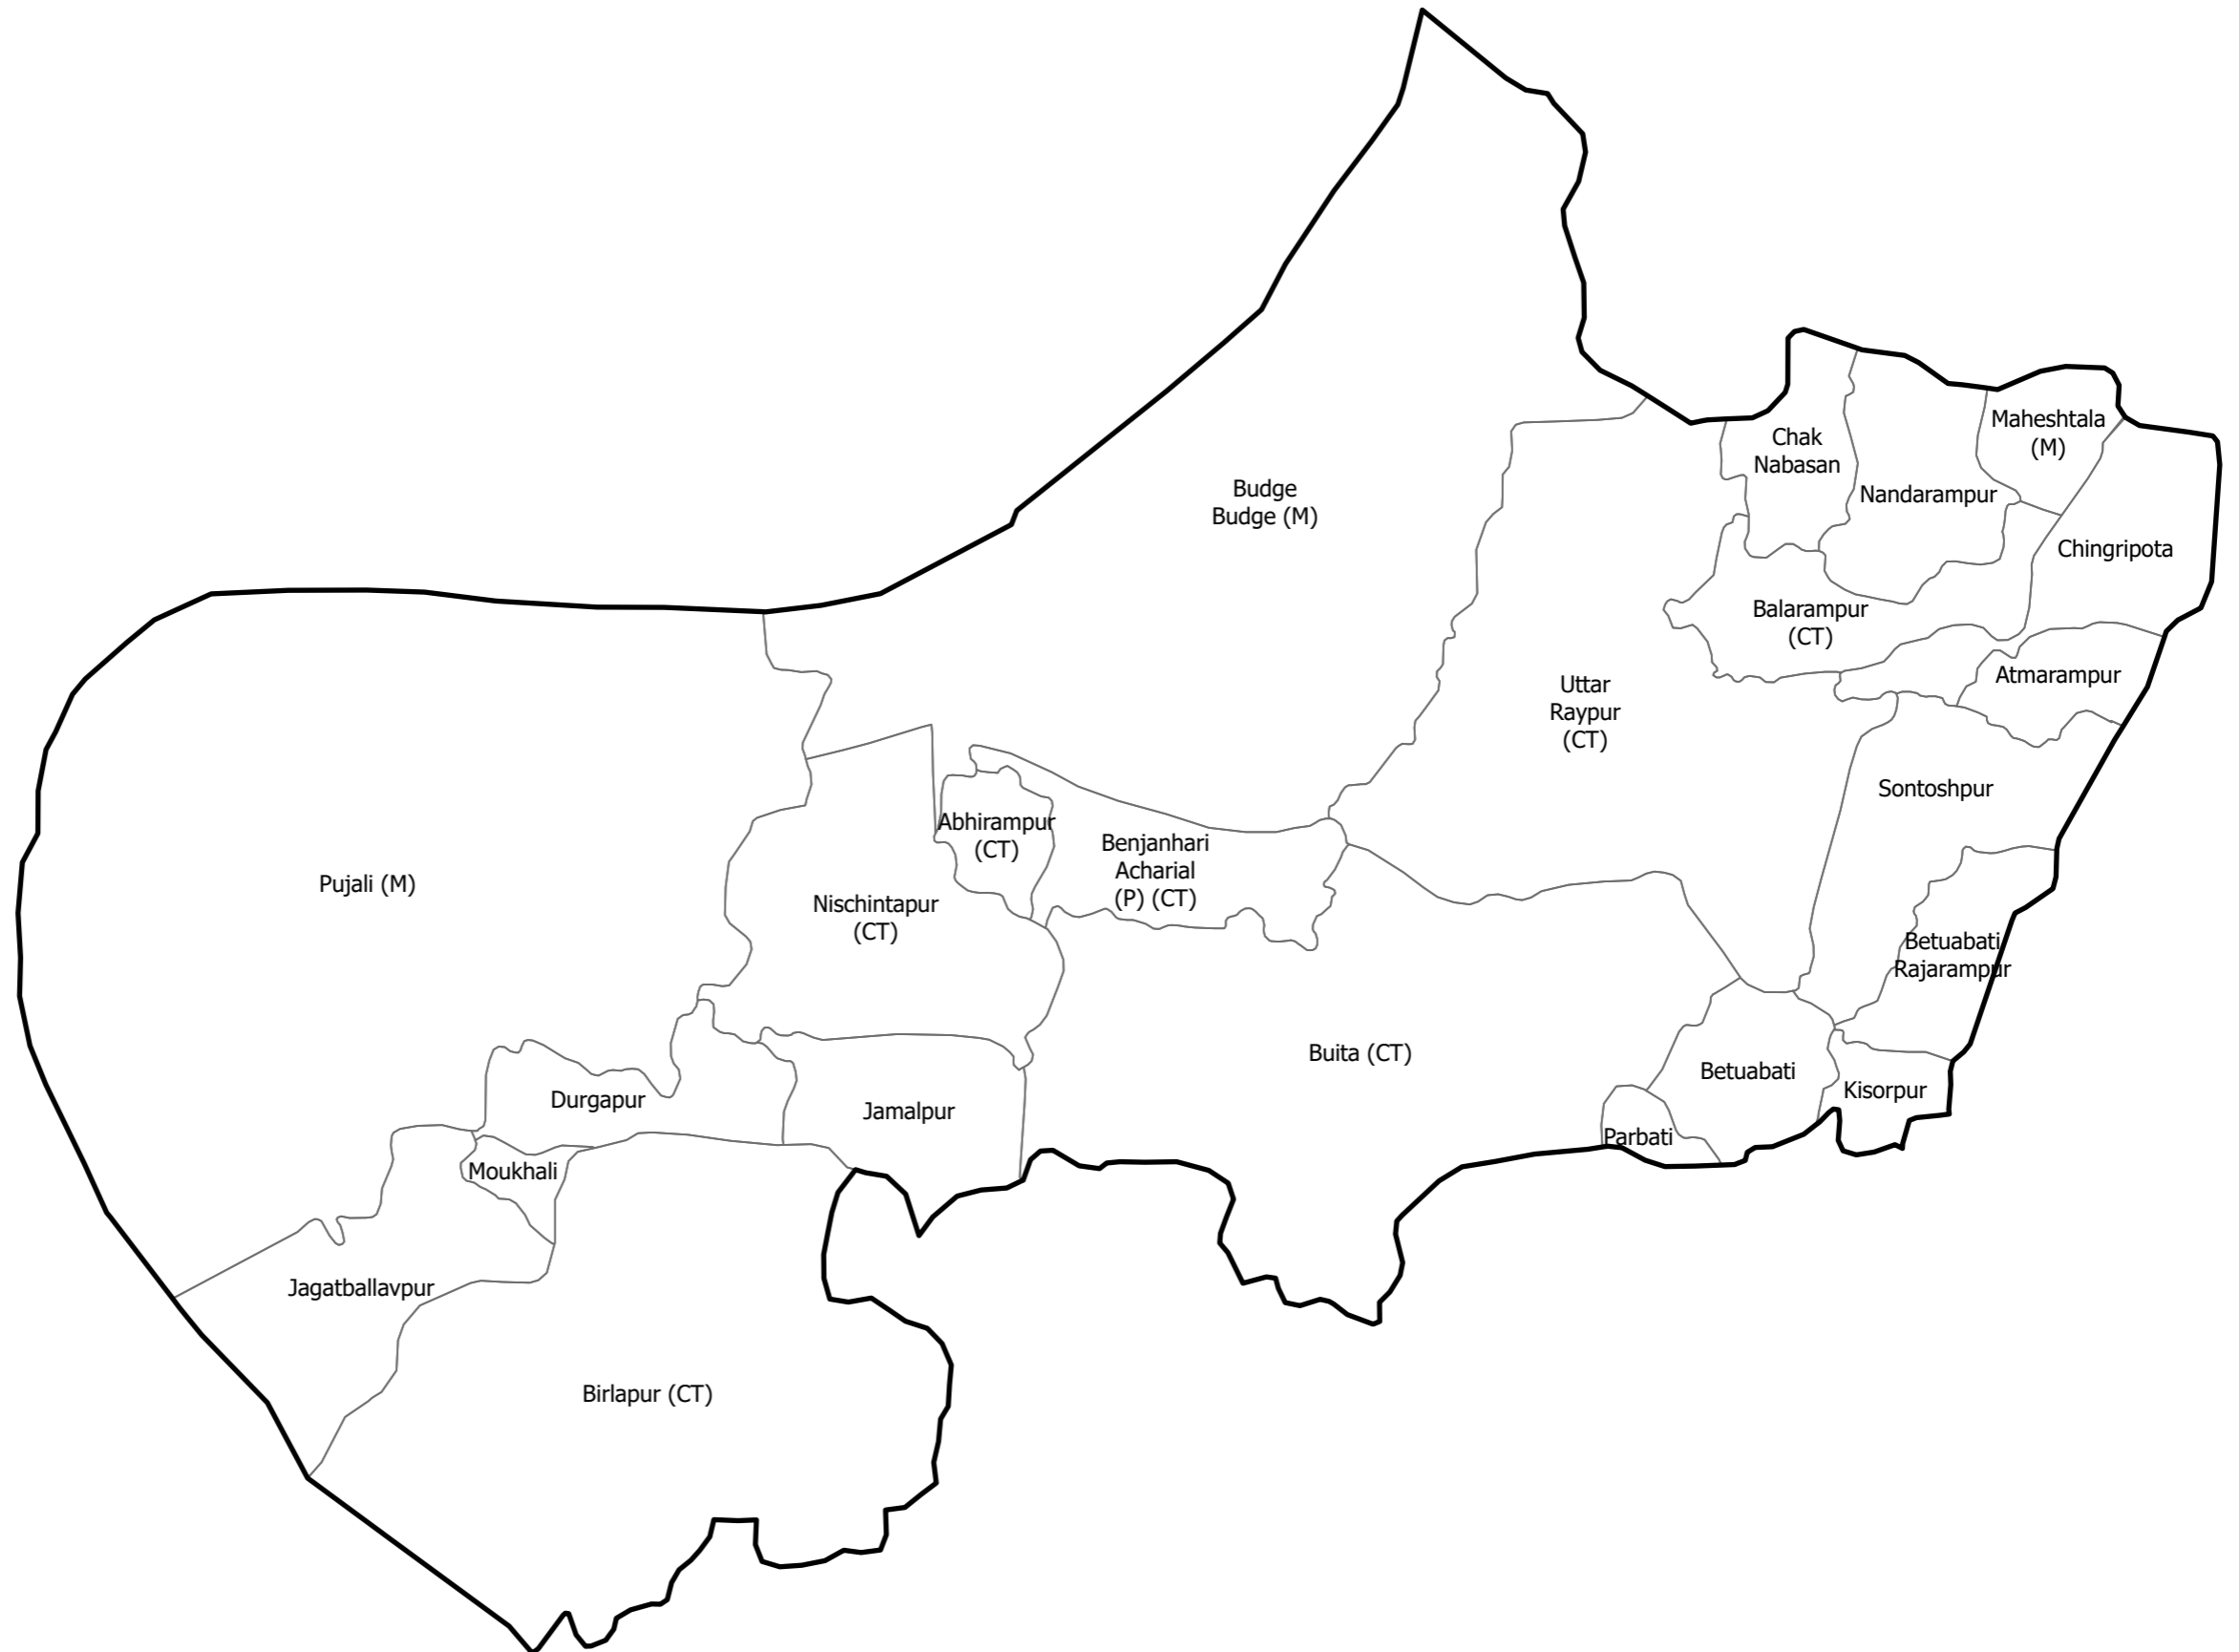 Maheshtala
(M)
Chak
Nabasan
Nandarampur
Budge
Budge (M)
Chingripota
Balarampur
(CT)
Atmarampur
Uttar
Raypur
(CT)
Sontoshpur
Abhirampur
(CT)
Benjanhari
Acharial
(P) (CT)
Pujali (M)
Nischintapur
(CT)
Betuabati
Rajarampur
Buita (CT)
Betuabati
Kisorpur
Durgapur
Jamalpur
Parbati
Moukhali
Jagatballavpur
Birlapur (CT)